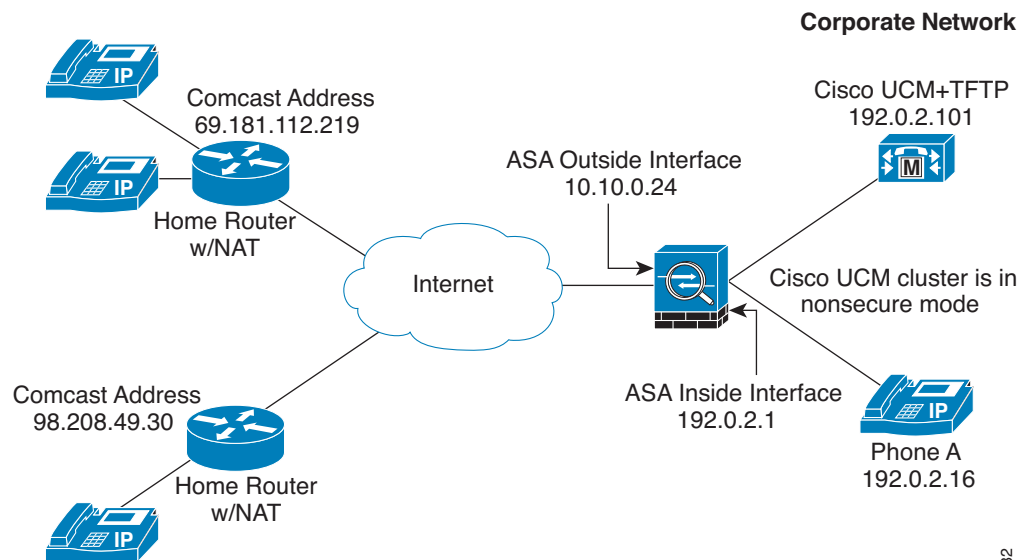 Corporate Network
IP
Comcast Address
69.181.112.219
Cisco UCM+TFTP
192.0.2.101
M
ASA Outside Interface
10.10.0.24
IP
Home Router
w/NAT
Internet
Cisco UCM cluster is in
nonsecure mode
Comcast Address
98.208.49.30
ASA Inside Interface
192.0.2.1
IP
Phone A
192.0.2.16
Home Router
w/NAT
IP